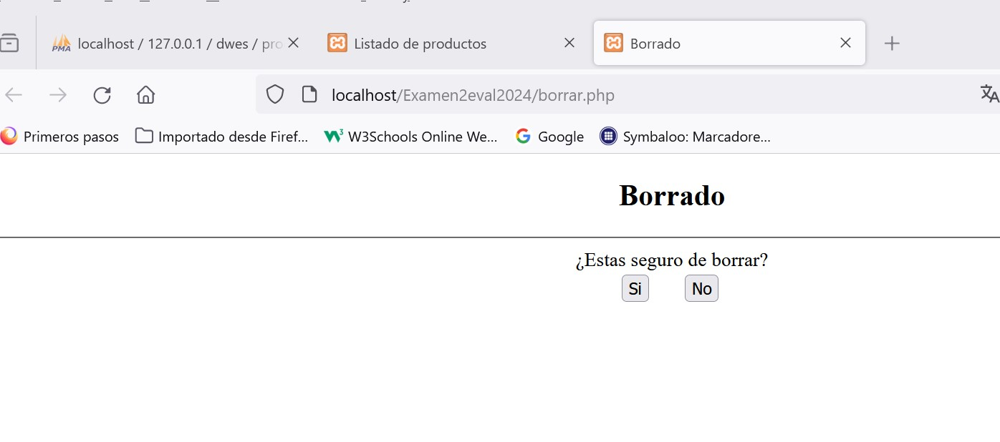 localhost / 127.0.0.1 / dwes / pro
Listado de productos
Borrado
localhost/Examen2eval2024/borrar.php
Primeros pasos
Importado desde Firef...
W3Schools Online We...
Google
Symbaloo: Marcadore...
Borrado
¿Estas seguro de borrar?
Si
No